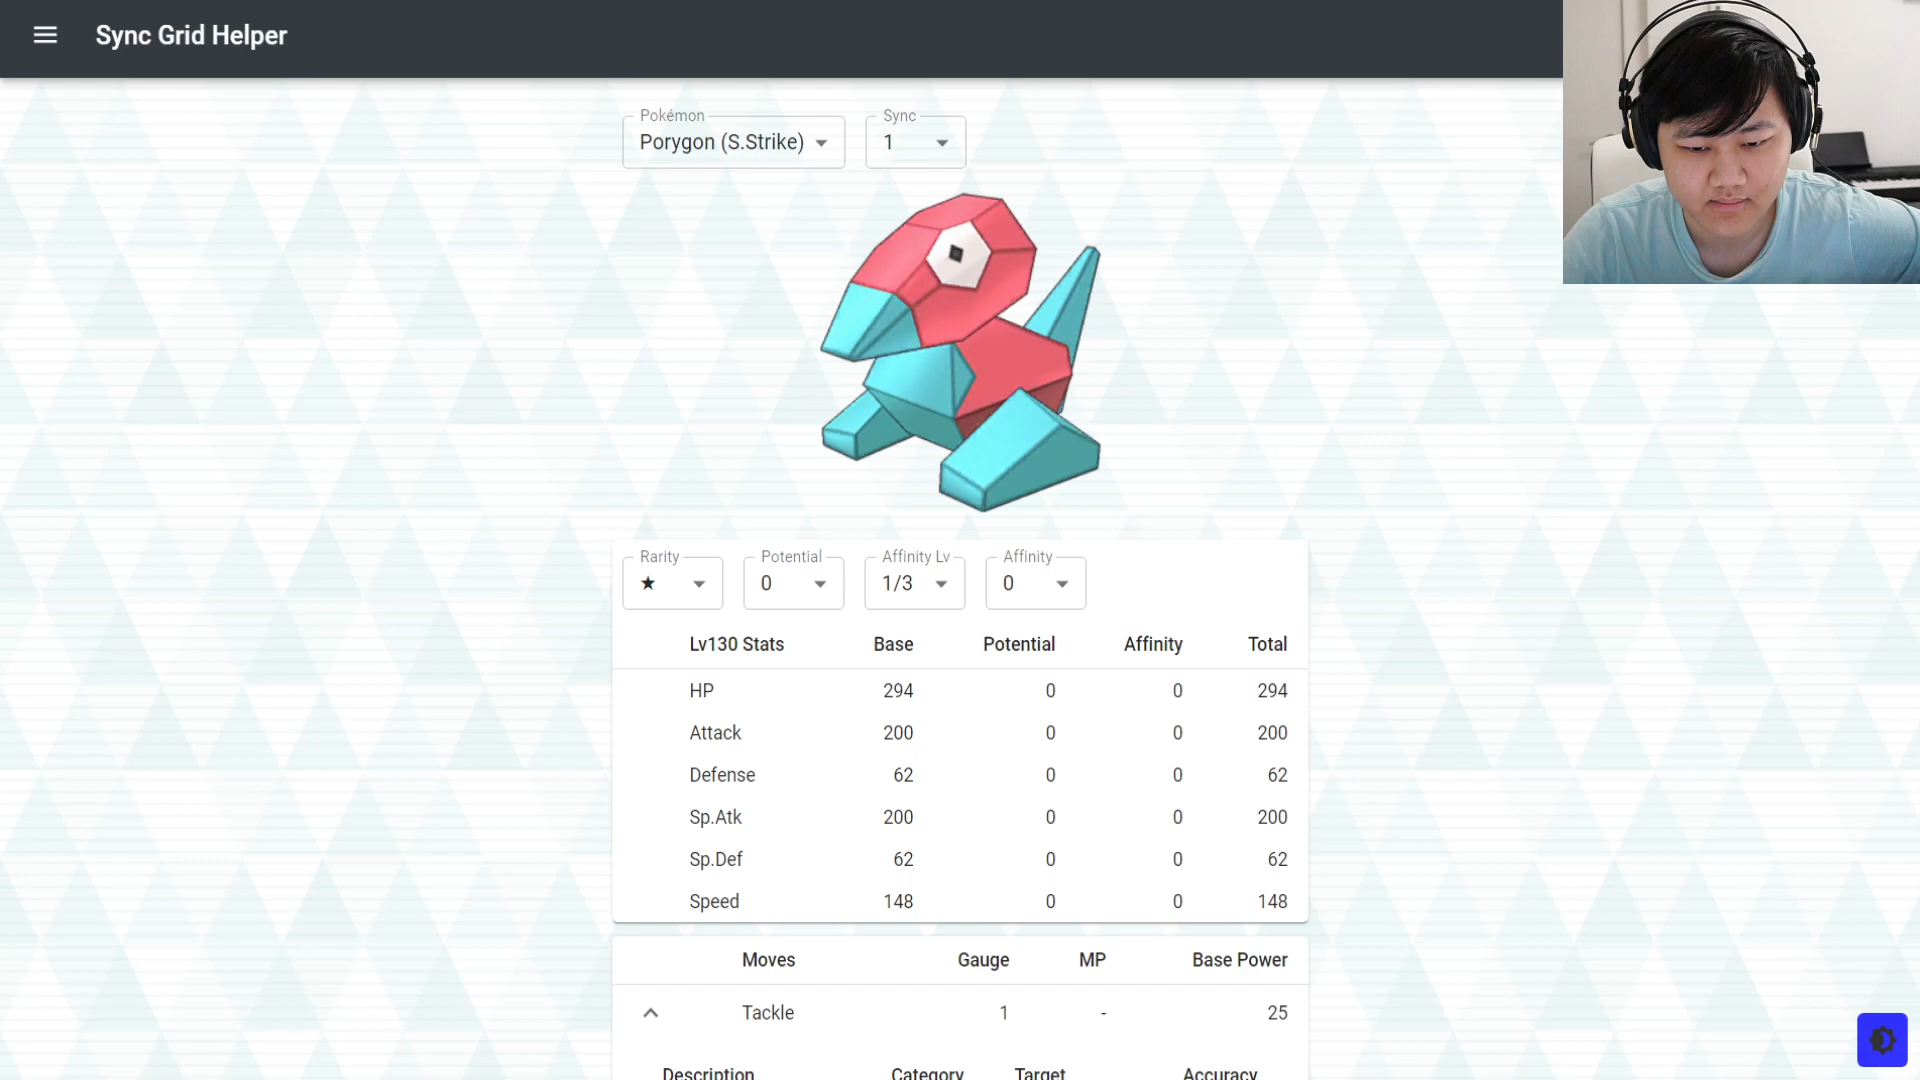 Sync Grid Helper
Pokémon
Sync
Porygon (S.Strike)
1
Rarity
Potential
Affinity Lv
Affinity
★
0
1/3
0
Lv130 Stats Base Potential Affinity Total
HP 294 0 0 294
Attack 200 0 0 200
Defense 62 0 0 62
Sp.Atk 200 0 0 200
Sp.Def 62 0 0 62
Speed 148 0 0 148
Moves Gauge MP Base Power
Tackle 1 - 25
Description Category Target Accuracy